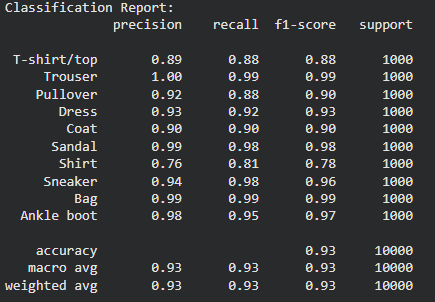 Classification Report:
precision recall f1-score support
T-shirt/top 0.89 0.88 0.88 1000
Trouser 1.00 0.99 0.99 1000
Pullover 0.92 0.88 0.90 1000
Dress 0.93 0.92 0.93 1000
Coat 0.90 0.90 0.90 1000
Sandal 0.99 0.98 0.98 1000
Shirt 0.76 0.81 0.78 1000
Sneaker 0.94 0.98 0.96 1000
Bag 0.99 0.99 0.99 1000
Ankle boot 0.98 0.95 0.97 1000
accuracy 0.93 10000
macro avg 0.93 0.93 0.93 10000
weighted avg 0.93 0.93 0.93 10000